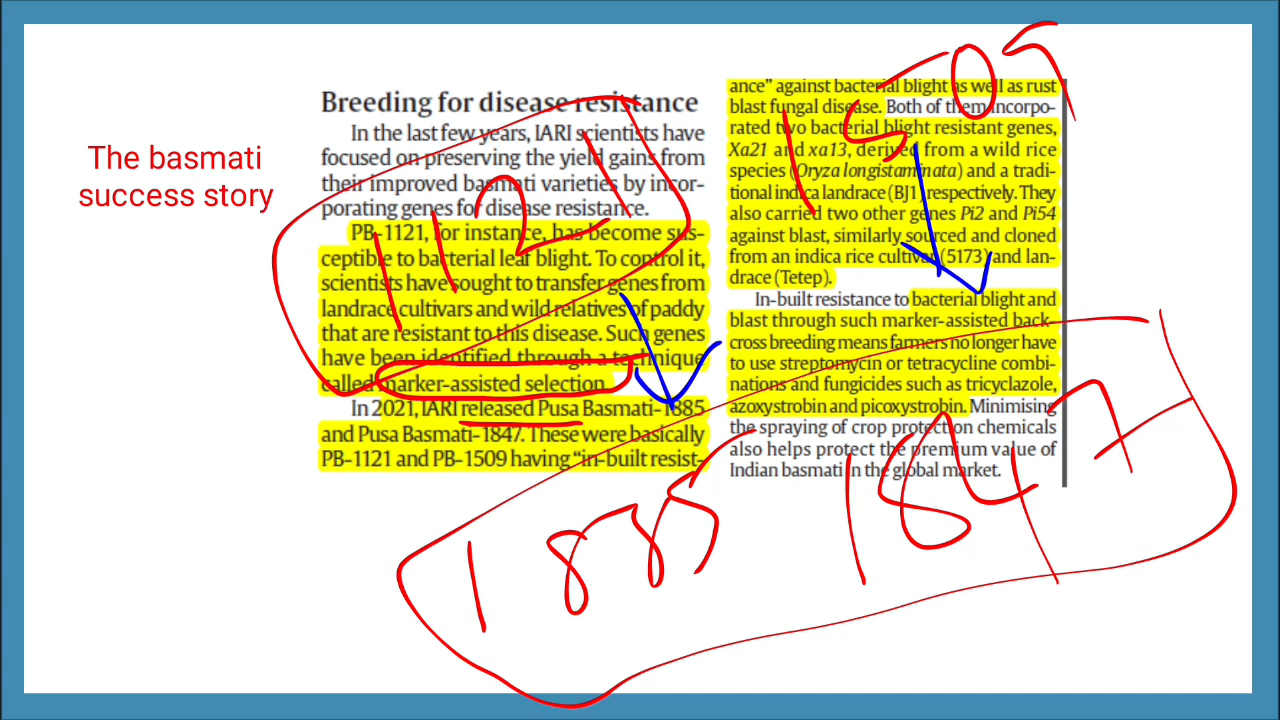 The basmati
success story
Breeding for disease resistance
In the last few years, IARI scientists have
focused on preserving the yield gains from
their improved basmati varieties by incor-
porating genes for disease resistance.
PB-1121, for instance, has become sus-
ceptible to bacterial leaf blight. To control it,
scientists have sought to transfer genes from
landrace cultivars and wild relatives of paddy
that are resistant to this disease. Such genes
have been identified through a technique
called marker-assisted selection.
In 2021, IARI released Pusa Basmati-1885
and Pusa Basmati-1847. These were basically
PB-1121 and PB-1509 having “in-built resist-
ance” against bacterial blight as well as rust
blast fungal disease. Both of them incorpo-
rated two bacterial blight resistant genes,
Xa21 and xa13, derived from a wild rice
species (Oryza longistaminata) and a tradi-
tional indica landrace (BJ1) respectively. They
also carried two other genes Pi2 and Pi54
against blast, similarly sourced and cloned
from an indica rice cultivar (5173) and lan-
drace (Tetep).
In-built resistance to bacterial blight and
blast through such marker-assisted back-
cross breeding means farmers no longer have
to use streptomycin or tetracycline combi-
nations and fungicides such as tricyclazole,
azoxystrobin and picoxystrobin. Minimising
the spraying of crop protection chemicals
also helps protect the premium value of
Indian basmati in the global market.
1121
1509
1885
1847